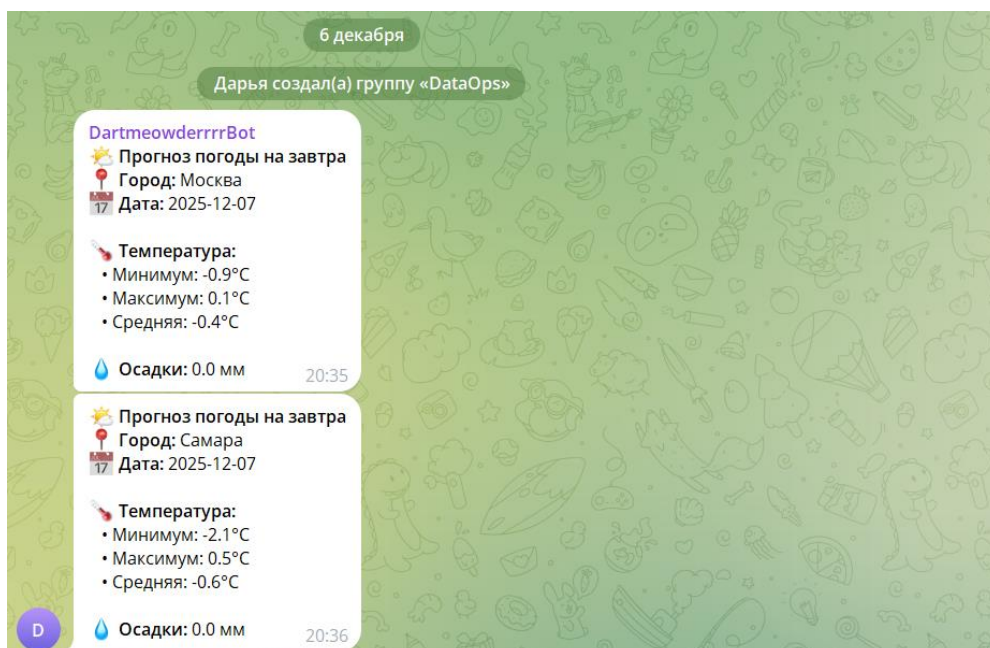 6 декабря
Дарья создал(а) группу «DataOps»
DartmeowderrrrBot
🌤 Прогноз погоды на завтра
📍 Город: Москва
📅 Дата: 2025-12-07
🌡 Температура:
• Минимум: -0.9°C
• Максимум: 0.1°C
• Средняя: -0.4°C
💧 Осадки: 0.0 мм
20:35
🌤 Прогноз погоды на завтра
📍 Город: Самара
📅 Дата: 2025-12-07
🌡 Температура:
• Минимум: -2.1°C
• Максимум: 0.5°C
• Средняя: -0.6°C
D
💧 Осадки: 0.0 мм
20:36